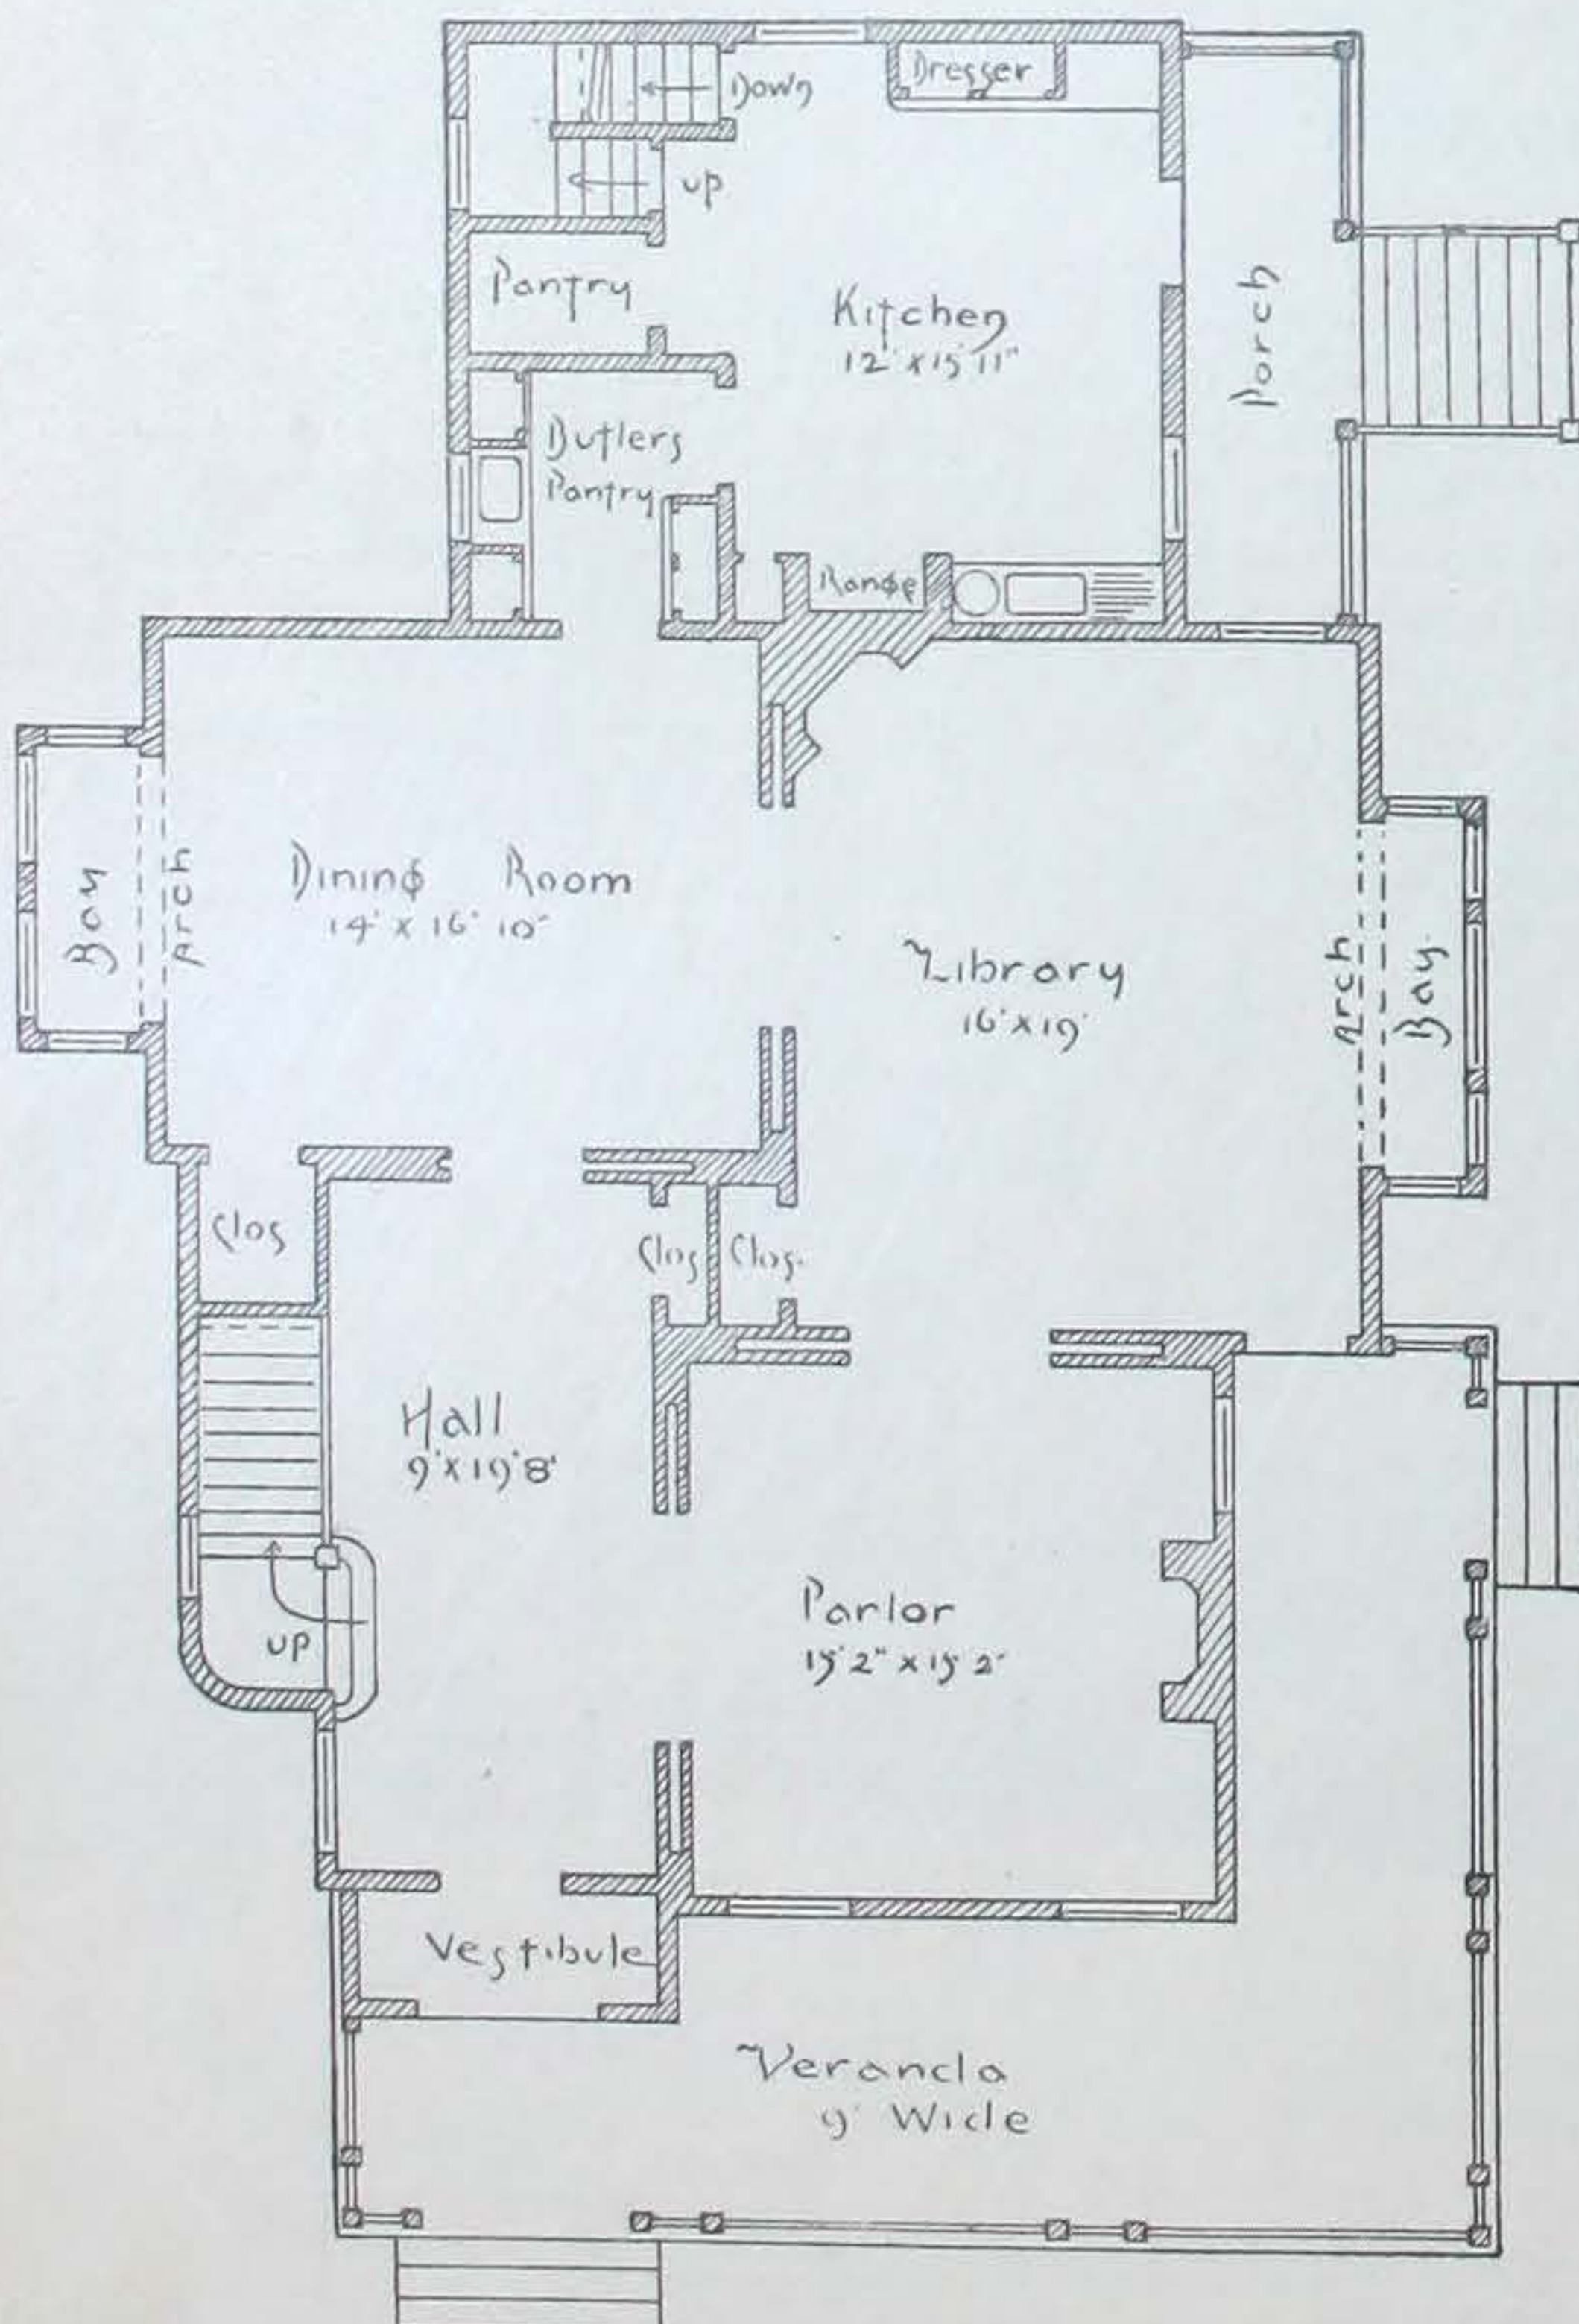 Dresser
Down
up
Pantry
Kitchen
12' x 15' 11"
Porch
Butlers
Pantry
Range
Dining Room
14' x 16' 10"
Bay
Arch
Library
16' x 19'
Arch
Bay.
Clos
Clos
Clos.
Hall
9' x 19' 8"
up
Parlor
15' 2" x 15' 2"
Vestibule
Veranda
9' Wide